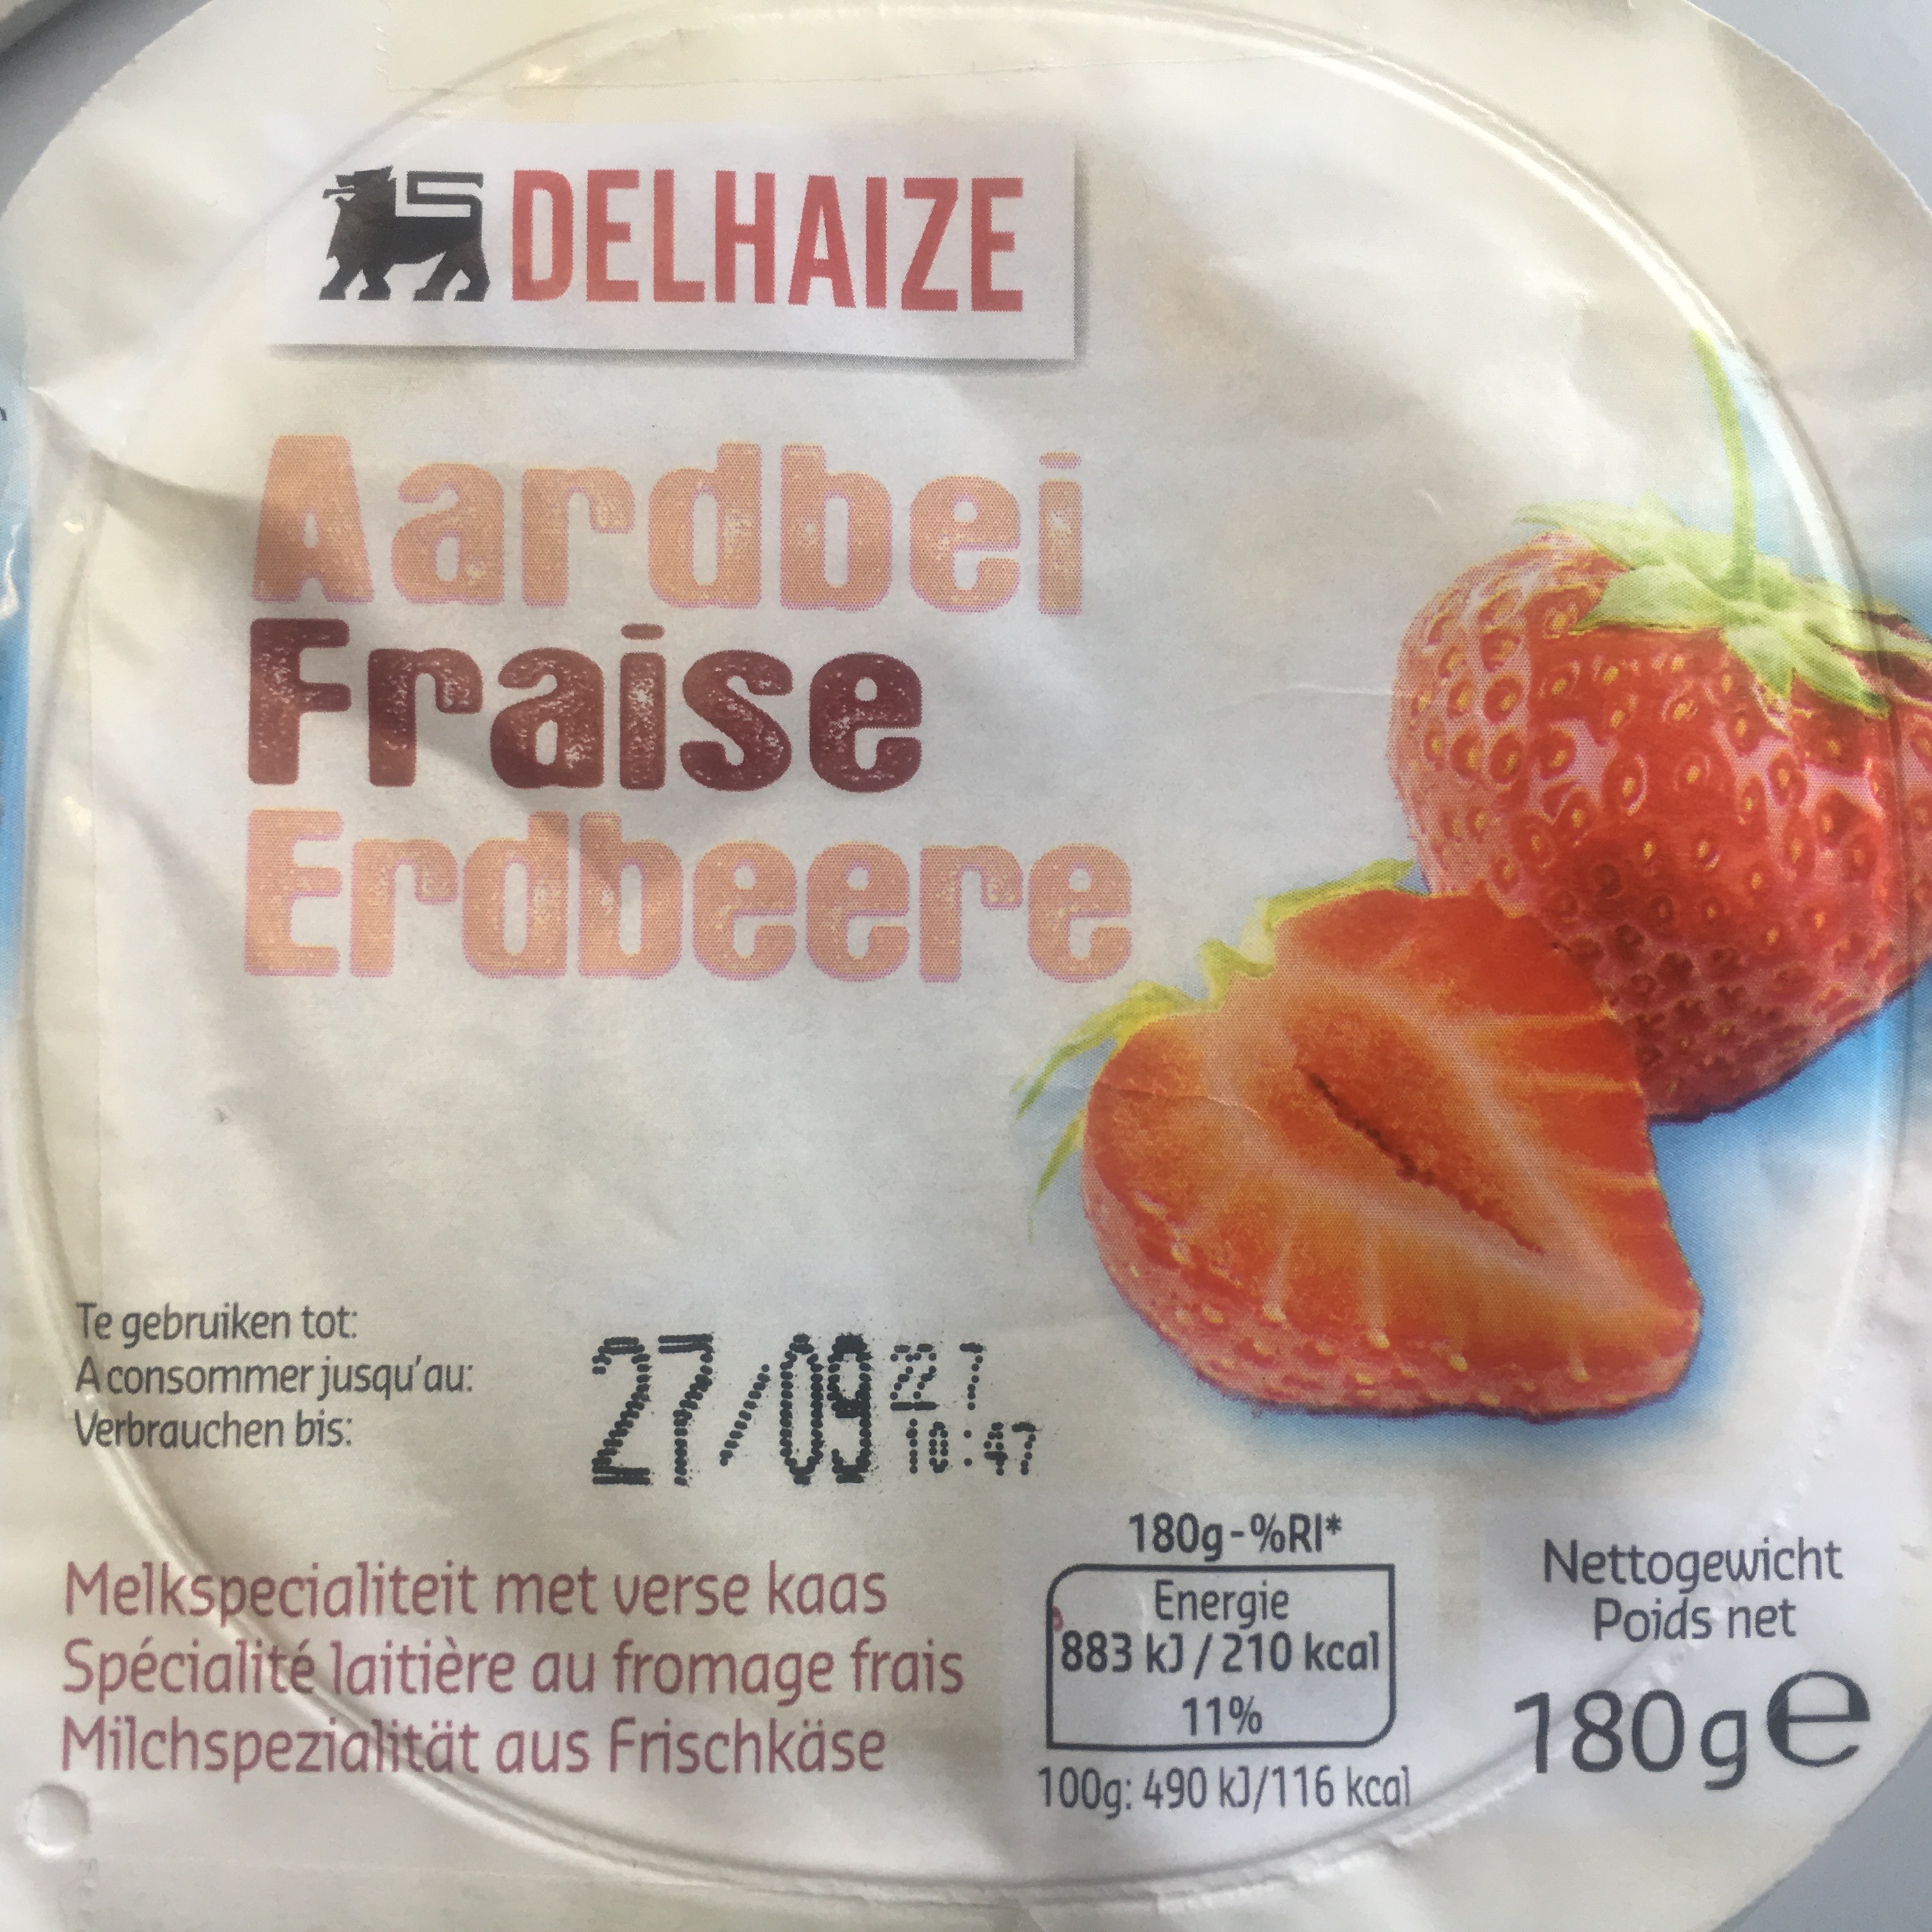 DELHAIZE
Aardbei
Fraise
Erdbeere
Te gebruiken tot:
A consommer jusqu'au:
Verbrauchen bis:
27/09
22 7
10:47
Melkspecialiteit met verse kaas
Spécialité laitière au fromage frais
Milchspezialität aus Frischkäse
180g-%RI*
Energie
883 kJ / 210 kcal
11%
100g: 490 kJ/116 kcal
Nettogewicht
Poids net
180g e